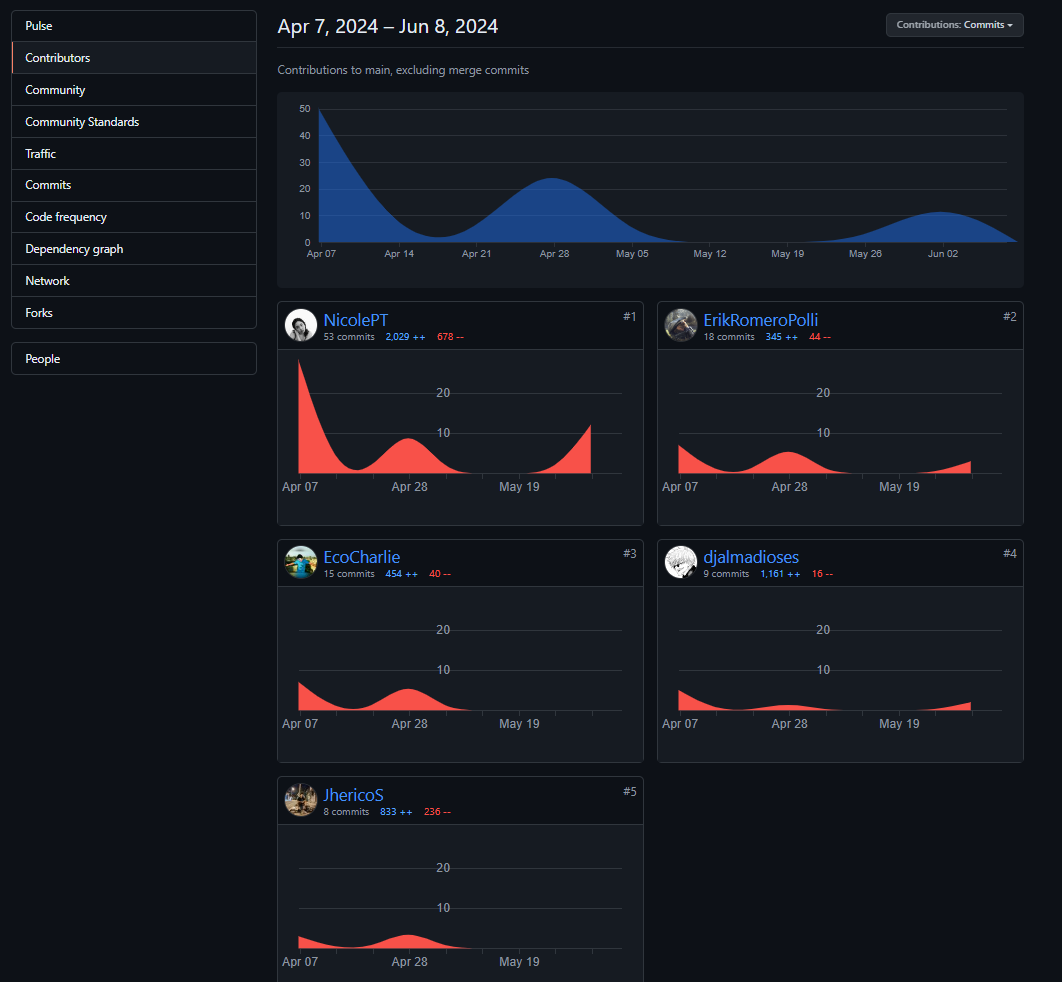 Pulse
Contributors
Community
Community Standards
Traffic
Commits
Code frequency
Dependency graph
Network
Forks
People
Apr 7, 2024 – Jun 8, 2024
Contributions: Commits
Contributions to main, excluding merge commits
50
40
30
20
10
0
Apr 07 Apr 14 Apr 21 Apr 28 May 05 May 12 May 19 May 26 Jun 02
NicolePT #1
53 commits 2,029 ++ 678 --
20
10
Apr 07 Apr 28 May 19
ErikRomeroPolli #2
18 commits 345 ++ 44 --
20
10
Apr 07 Apr 28 May 19
EcoCharlie #3
15 commits 454 ++ 40 --
20
10
Apr 07 Apr 28 May 19
djalmadioses #4
9 commits 1,161 ++ 16 --
20
10
Apr 07 Apr 28 May 19
JhericoS #5
8 commits 833 ++ 236 --
20
10
Apr 07 Apr 28 May 19